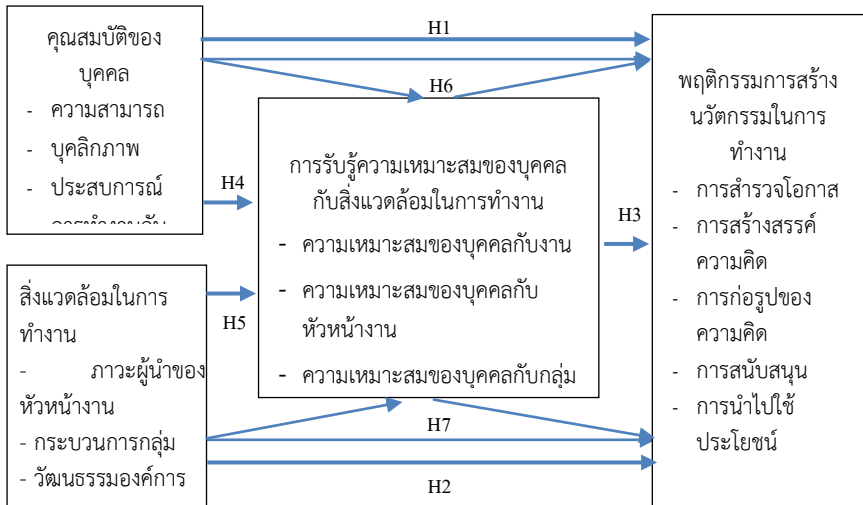 คุณสมบัติของ
บุคคล
- ความสามารถ
- บุคลิกภาพ
- ประสบการณ์
สิ่งแวดล้อมในการ
ทำงาน
- ภาวะผู้นำของ
หัวหน้างาน
- กระบวนการกลุ่ม
- วัฒนธรรมองค์การ
H1
H6
H4
H5
H7
H2
H3
การรับรู้ความเหมาะสมของบุคคล
กับสิ่งแวดล้อมในการทำงาน
- ความเหมาะสมของบุคคลกับงาน
- ความเหมาะสมของบุคคลกับ
หัวหน้างาน
- ความเหมาะสมของบุคคลกับกลุ่ม
พฤติกรรมการสร้าง
นวัตกรรมในการ
ทำงาน
- การสำรวจโอกาส
- การสร้างสรรค์
ความคิด
- การก่อรูปของ
ความคิด
- การสนับสนุน
- การนำไปใช้
ประโยชน์